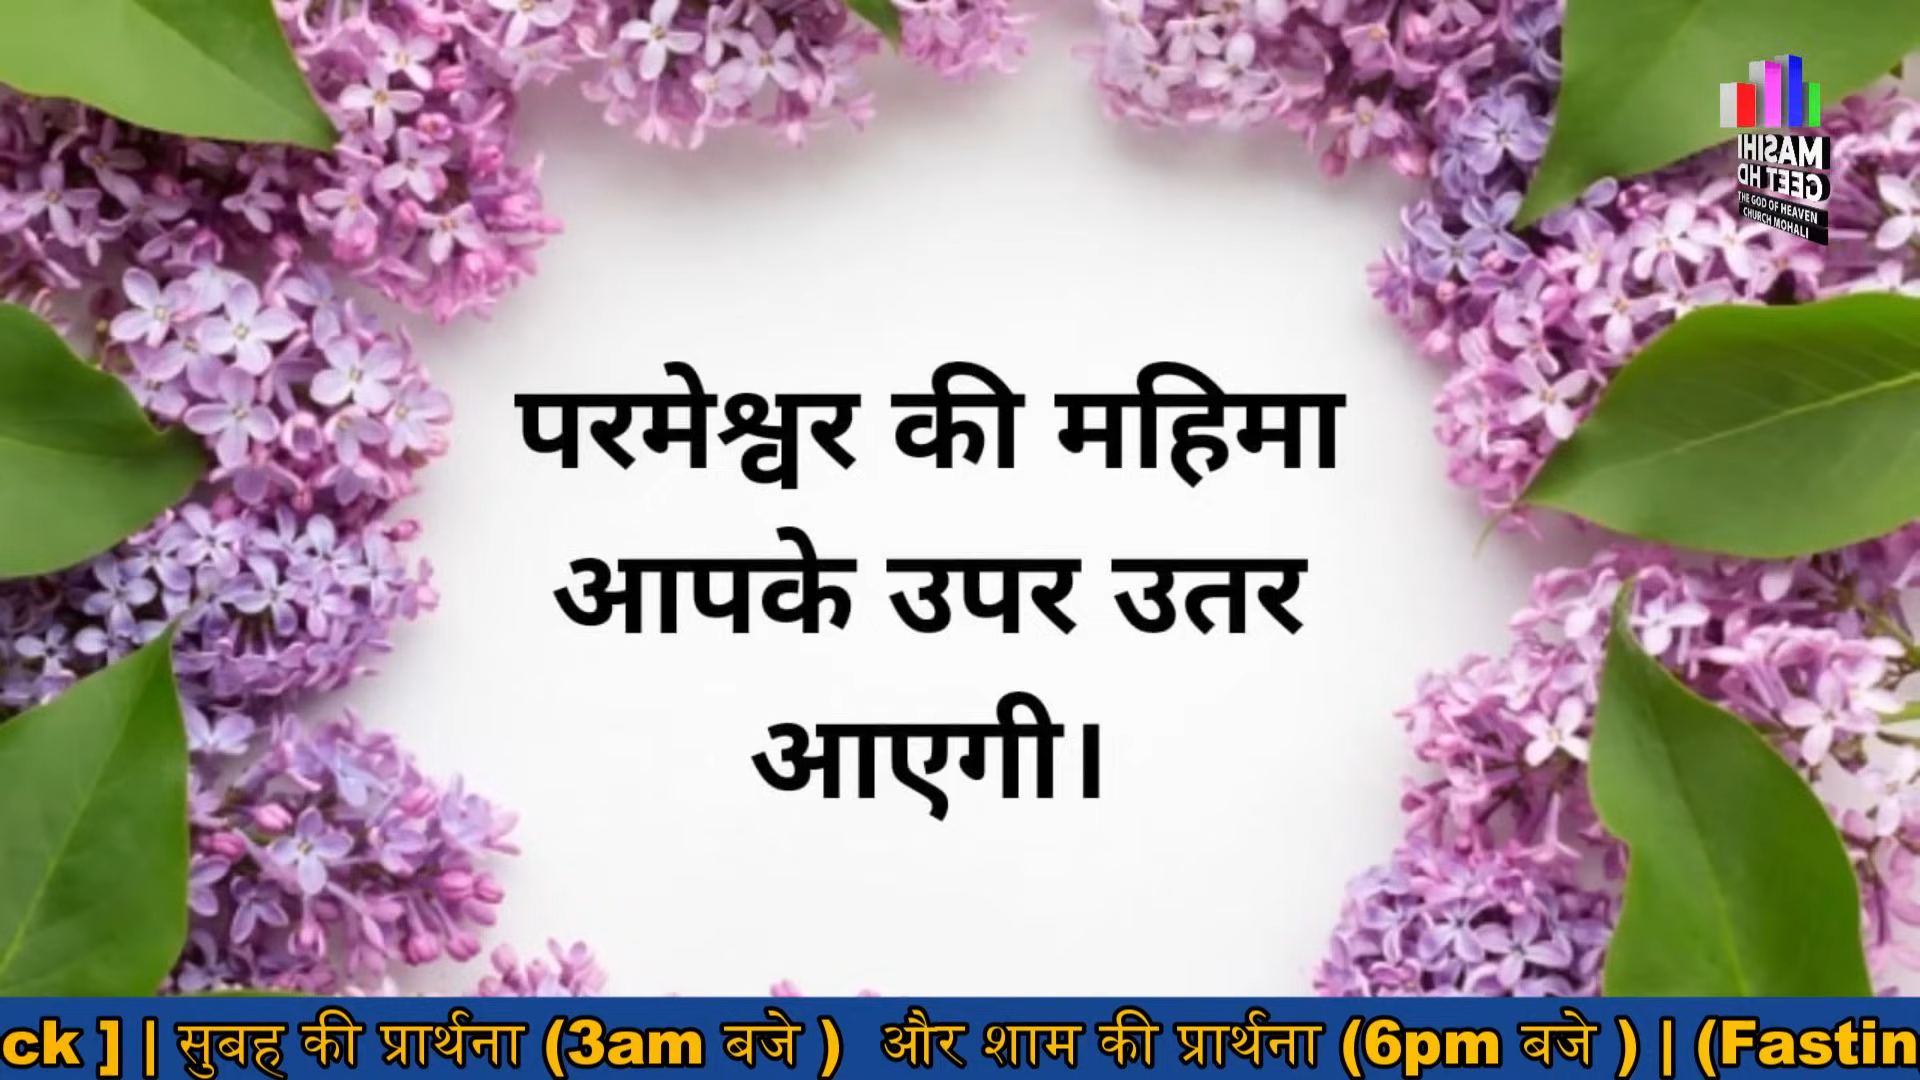 MASIHI
GEET HD
THE GOD OF HEAVEN
CHURCH MOHALI
परमेश्वर की महिमा
आपके उपर उतर
आएगी।
ck ] | सुबह की प्रार्थना (3am बजे ) और शाम की प्रार्थना (6pm बजे ) | (Fastin